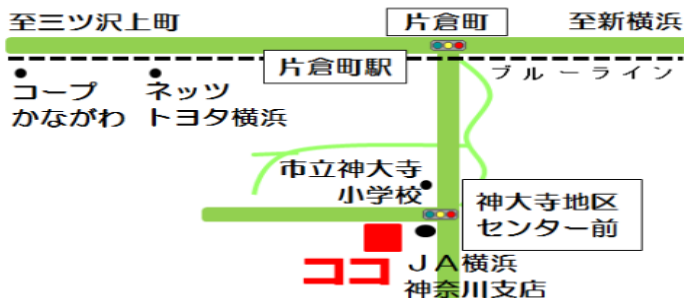 至三ツ沢上町
片倉町
至新横浜
片倉町駅
ブルーライン
コープ
かながわ
ネッツ
トヨタ横浜
市立神大寺
小学校
神大寺地区
センター前
ココ
JA横浜
神奈川支店